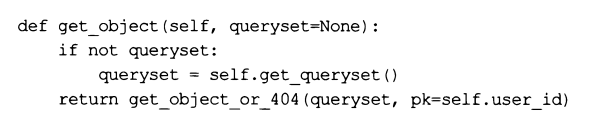 def get_object(self, queryset=None):
    if not queryset:
        queryset = self.get_queryset()
    return get_object_or_404(queryset, pk=self.user_id)